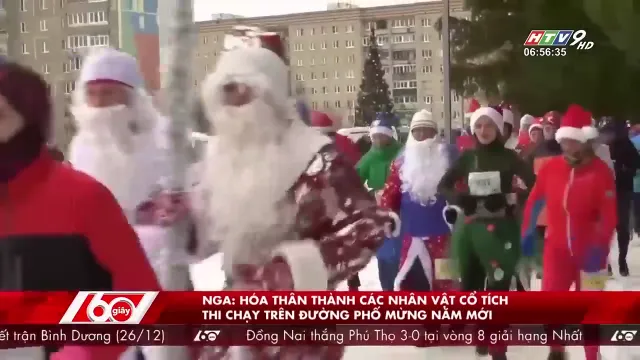 HTV9 HD
06:56:35
60 giây
NGA: HÓA THÂN THÀNH CÁC NHÂN VẬT CỔ TÍCH
THI CHẠY TRÊN ĐƯỜNG PHỐ MỪNG NĂM MỚI
ết trận Bình Dương (26/12)
Đồng Nai thắng Phú Thọ 3-0 tại vòng 8 giải hạng Nhất